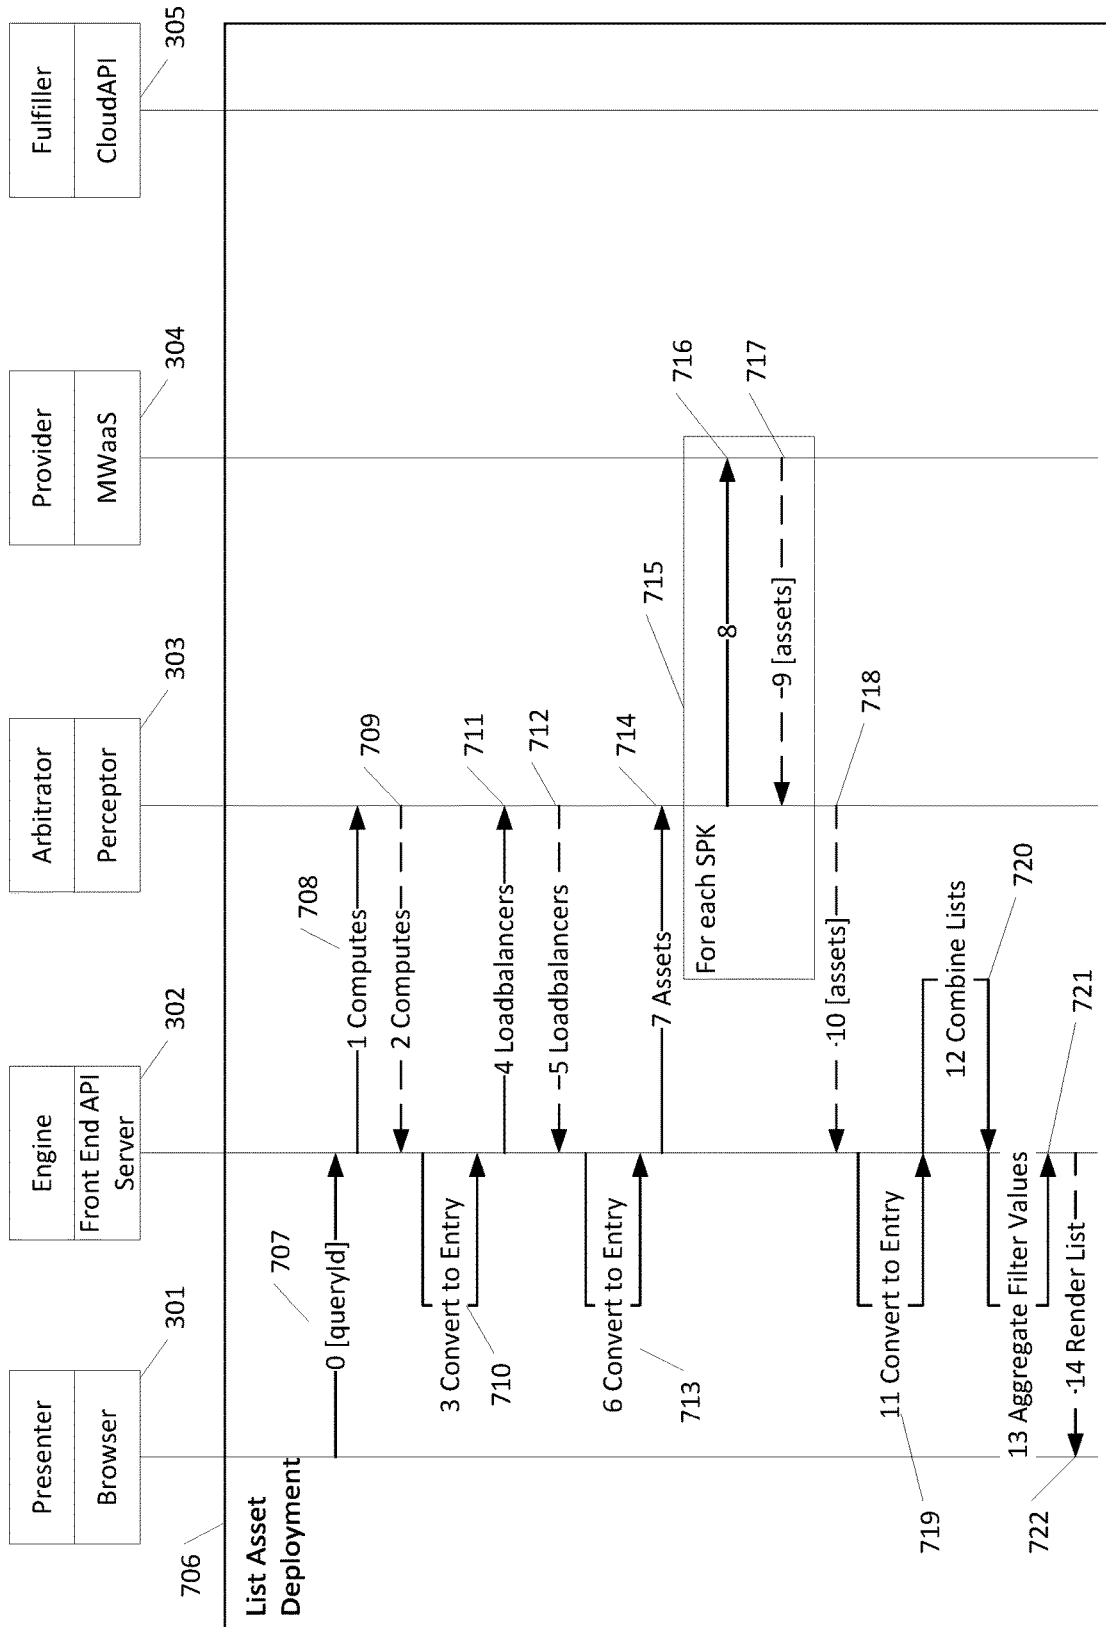 Presenter
Browser
301
Engine
Front End API
Server
302
Arbitrator
Perceptor
303
Provider
MWaaS
304
Fulfiller
CloudAPI
305
706
List Asset
Deployment
707
0 [queryId]
708
1 Computes
709
2 Computes
3 Convert to Entry
710
711
4 Loadbalancers
712
5 Loadbalancers
6 Convert to Entry
713
714
7 Assets
715
For each SPK
716
8
717
9 [assets]
718
10 [assets]
11 Convert to Entry
719
12 Combine Lists
720
13 Aggregate Filter Values
721
14 Render List
722